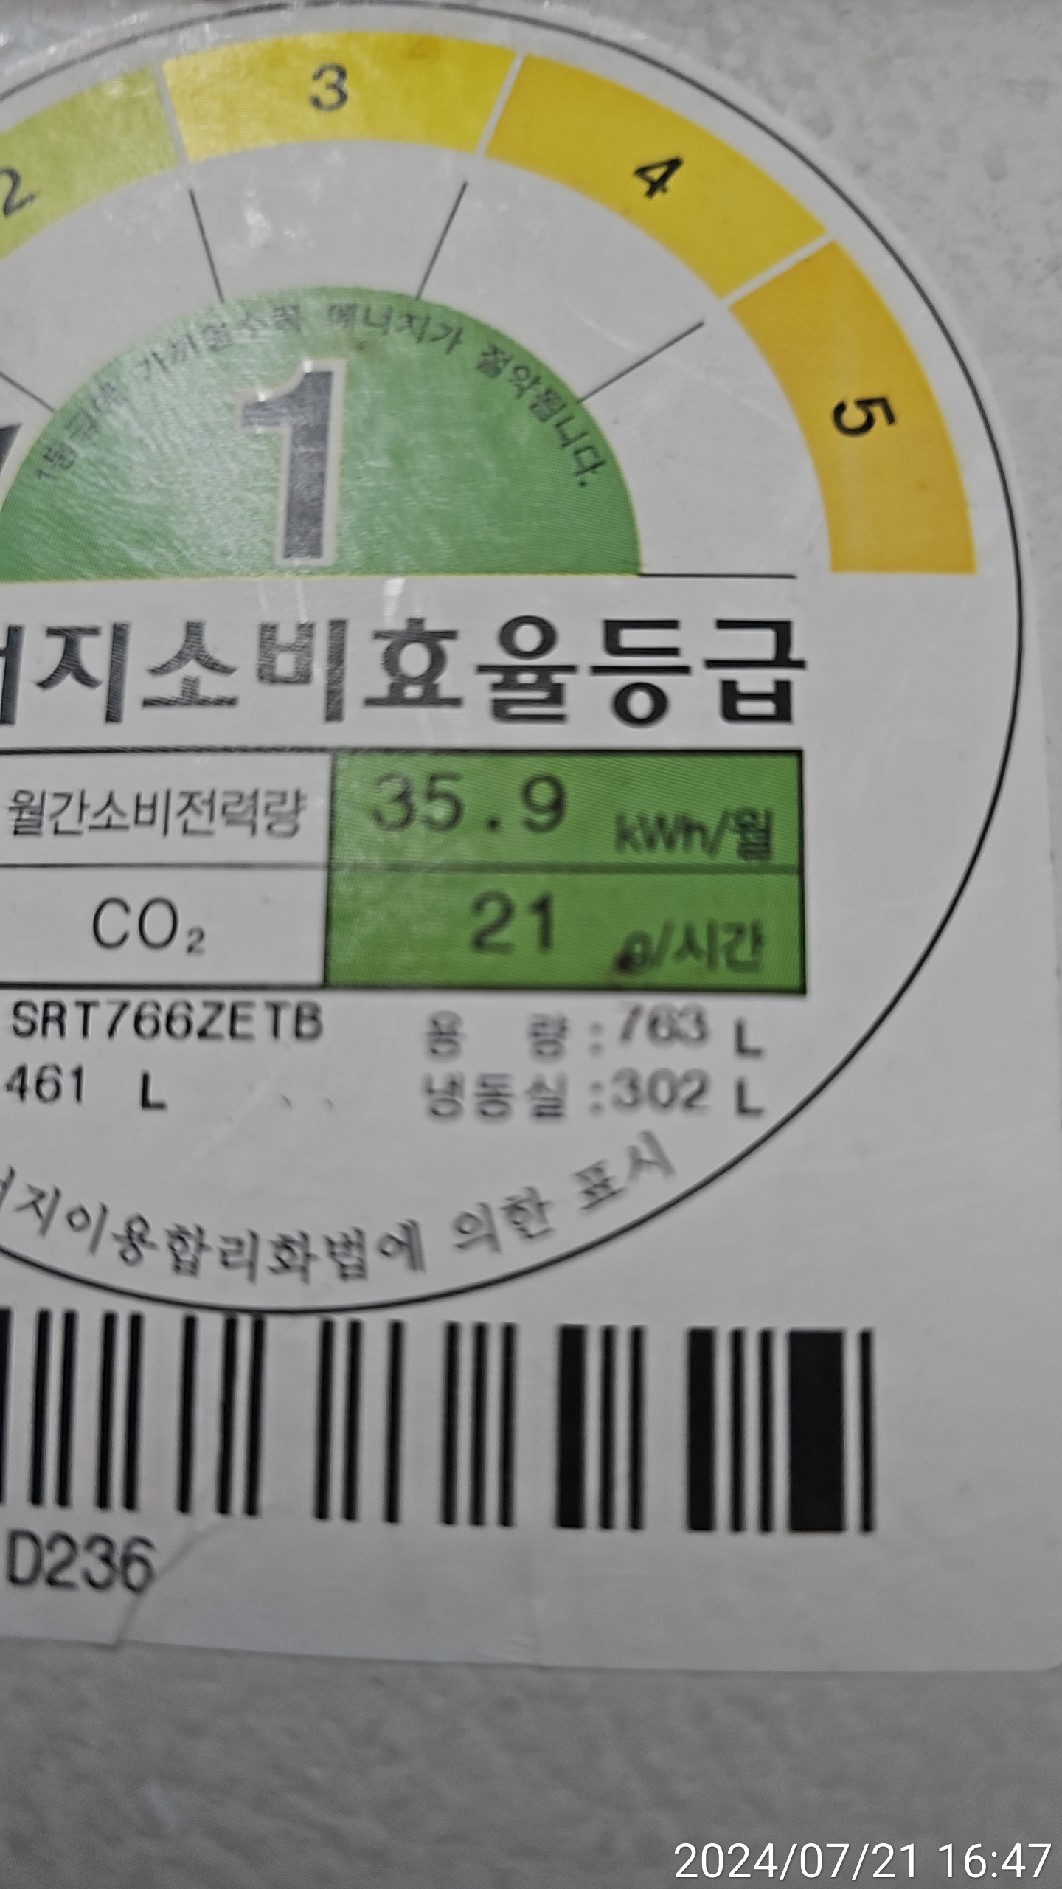 2
3
4
5
1등급에 가까울수록 에너지가 절약됩니다.
1
지소비효율등급
월간소비전력량 35.9 kWh/월
CO₂ 21 g/시간
SRT766ZETB 용 량 : 763 L
461 L 냉동실 : 302 L
지이용합리화법에 의한 표시
D236
2024/07/21 16:47